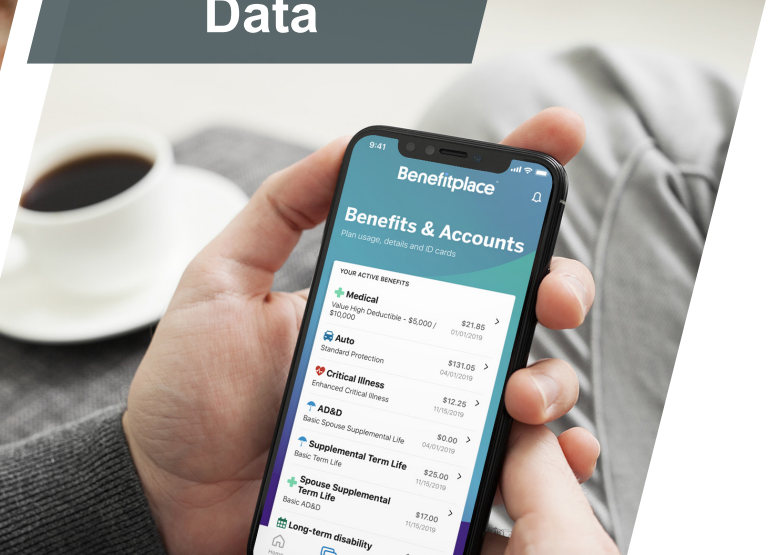 Data
9:41
Benefitplace
Benefits & Accounts
Plan usage, details and ID cards
YOUR ACTIVE BENEFITS
Medical
$21.85
Value High Deductible - $5,000 /
$10,000
01/01/2019
Auto
$131.05
Standard Protection
04/01/2019
Critical Illness
$12.25
Enhanced Critical Illness
11/15/2019
AD&D
$0.00
Basic Spouse Supplemental Life
04/01/2019
Supplemental Term Life
$25.00
Basic Term Life
11/15/2019
Spouse Supplemental
Term Life
$17.00
Basic AD&D
11/15/2019
Long-term disability
Home